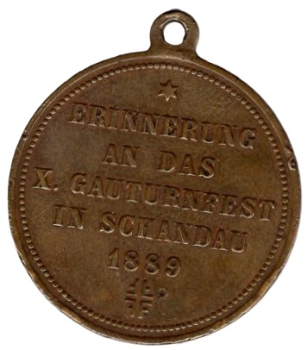 ERINNERUNG
AN DAS
X. GAUTURNFEST
IN SCHANDAU
1889